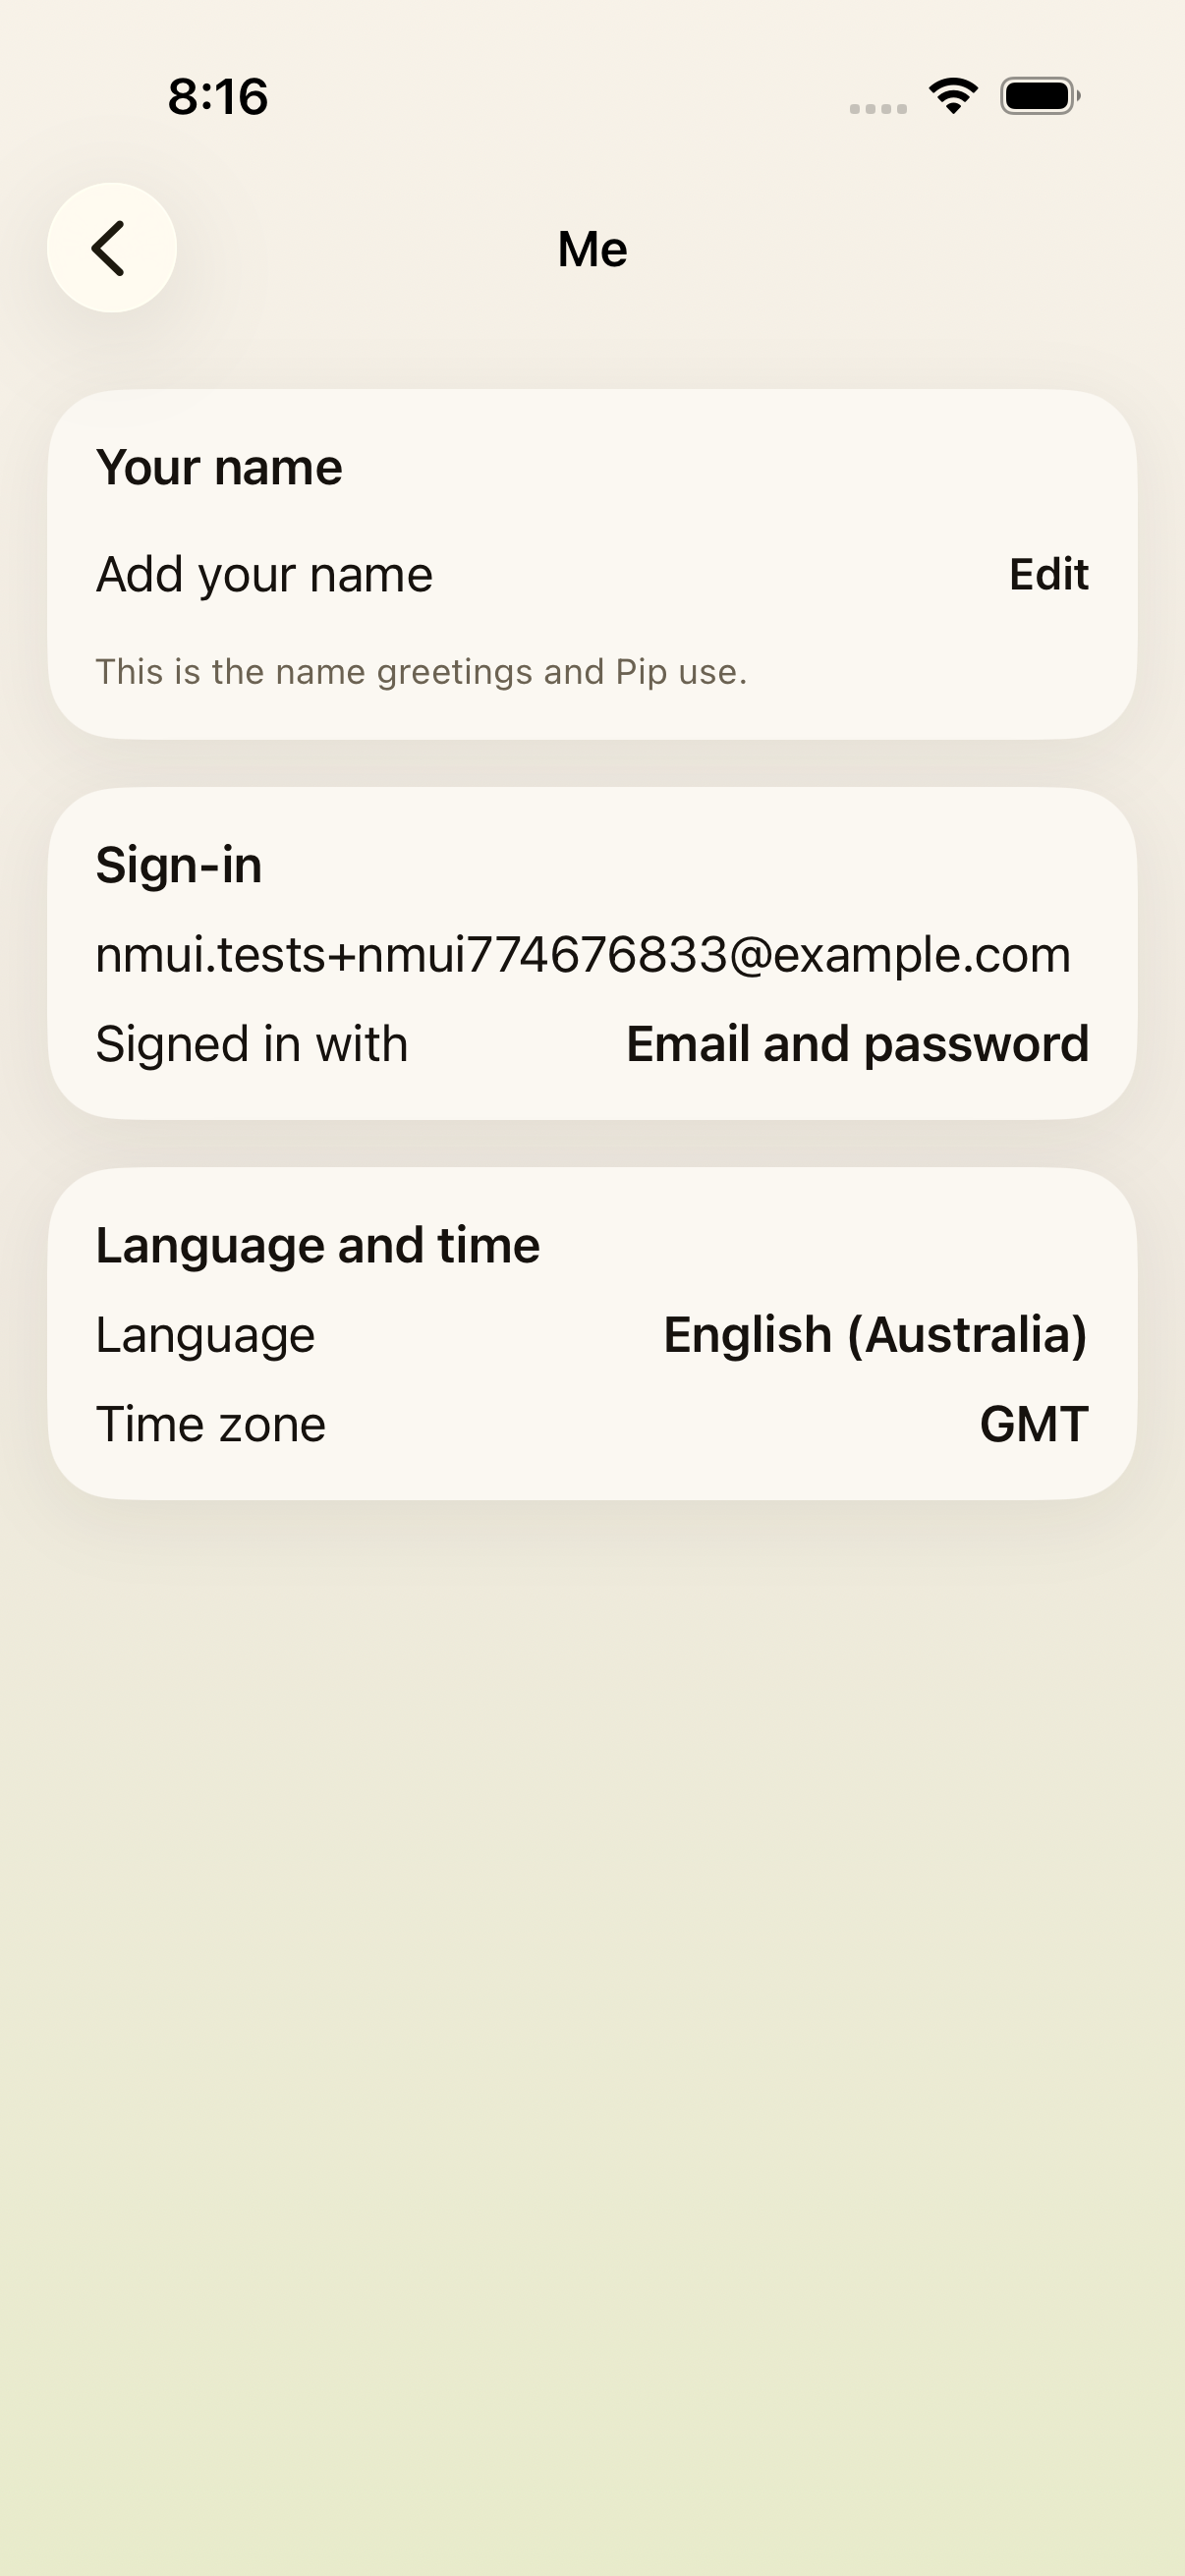 8:16
Me
Your name
Add your name Edit
This is the name greetings and Pip use.
Sign-in
nmui.tests+nmui774676833@example.com
Signed in with Email and password
Language and time
Language English (Australia)
Time zone GMT